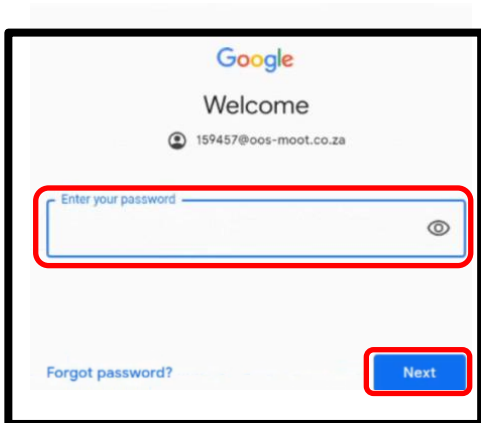 Google
Welcome
159457@oos-moot.co.za
Enter your password
Forgot password? Next